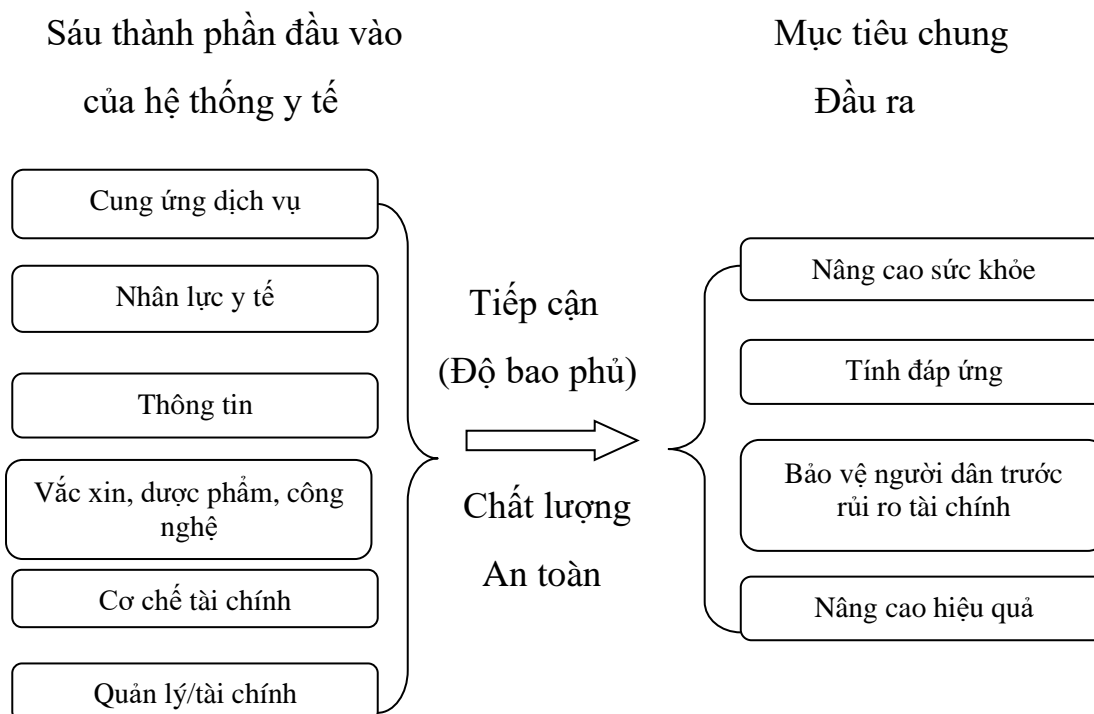 Sáu thành phần đầu vào
của hệ thống y tế
Cung ứng dịch vụ
Nhân lực y tế
Thông tin
Vắc xin, dược phẩm, công
nghệ
Cơ chế tài chính
Quản lý/tài chính
Tiếp cận
(Độ bao phủ)
Chất lượng
An toàn
Mục tiêu chung
Đầu ra
Nâng cao sức khỏe
Tính đáp ứng
Bảo vệ người dân trước
rủi ro tài chính
Nâng cao hiệu quả